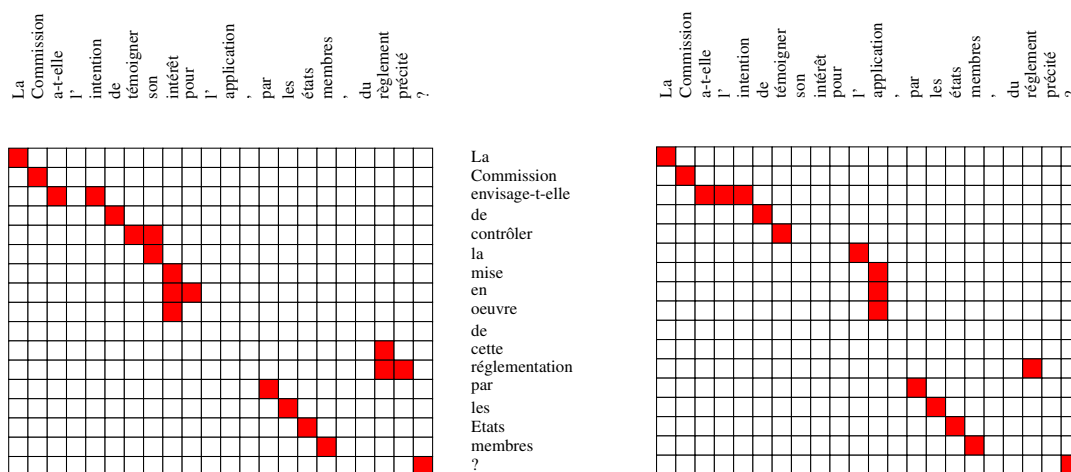 La
Commission
a-t-elle
l'
intention
de
témoigner
son
intérêt
pour
l'
application
,
par
les
états
membres
,
du
règlement
précité
?
La
Commission
a-t-elle
l'
intention
de
témoigner
son
intérêt
pour
l'
application
,
par
les
états
membres
,
du
réglement
précité
?
La
Commission
envisage-t-elle
de
contrôler
la
mise
en
oeuvre
de
cette
réglementation
par
les
Etats
membres
?